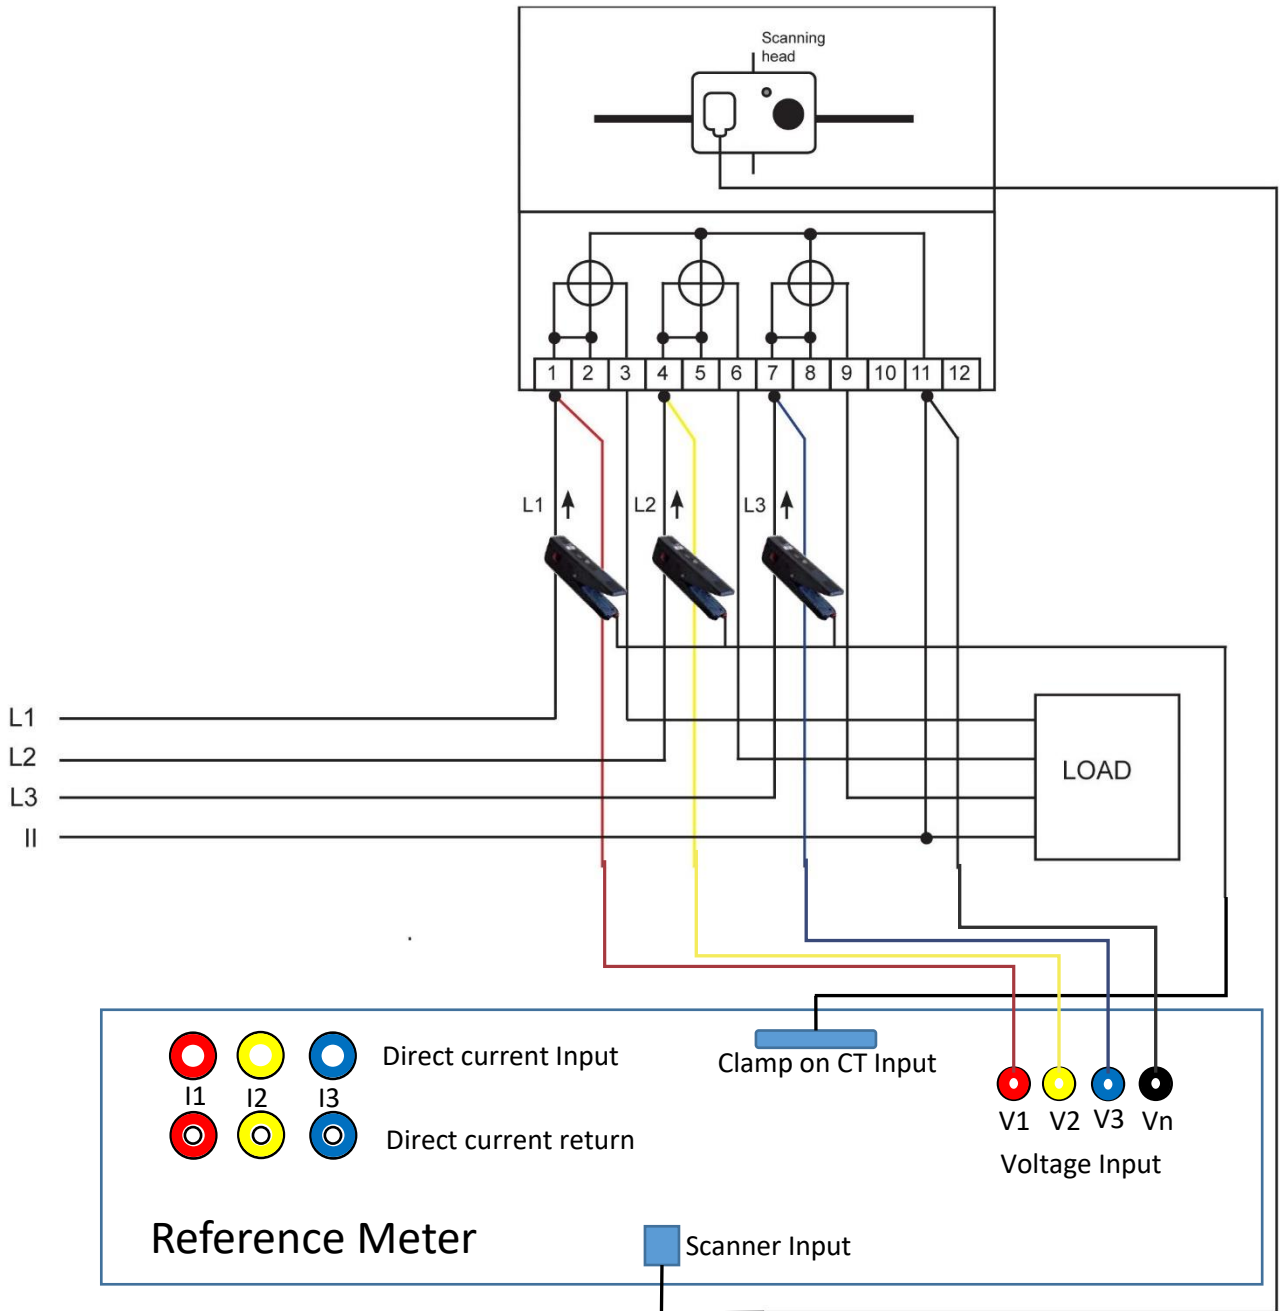 Scanning
head
1 2 3 4 5 6 7 8 9 10 11 12
L1 L2 L3
L1
L2
L3
II
LOAD
Direct current Input
I1 I2 I3
Direct current return
Clamp on CT Input
V1 V2 V3 Vn
Voltage Input
Reference Meter
Scanner Input